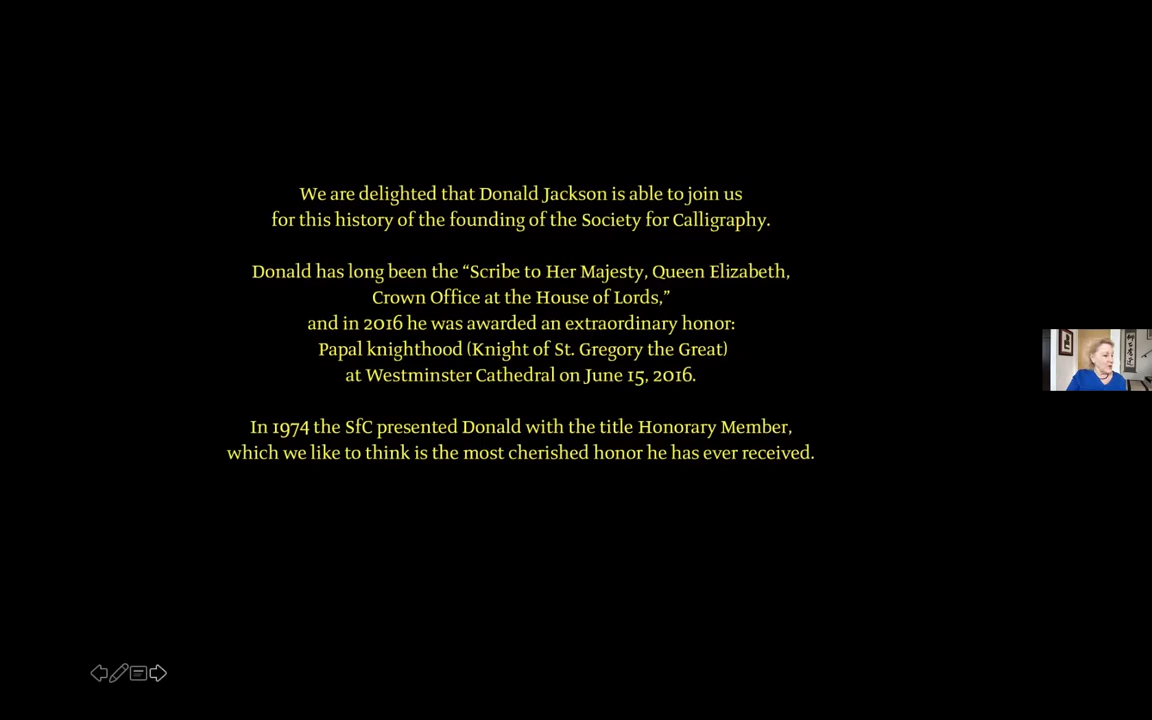 We are delighted that Donald Jackson is able to join us
for this history of the founding of the Society for Calligraphy.
Donald has long been the “Scribe to Her Majesty, Queen Elizabeth,
Crown Office at the House of Lords,”
and in 2016 he was awarded an extraordinary honor:
Papal knighthood (Knight of St. Gregory the Great)
at Westminster Cathedral on June 15, 2016.
In 1974 the SfC presented Donald with the title Honorary Member,
which we like to think is the most cherished honor he has ever received.